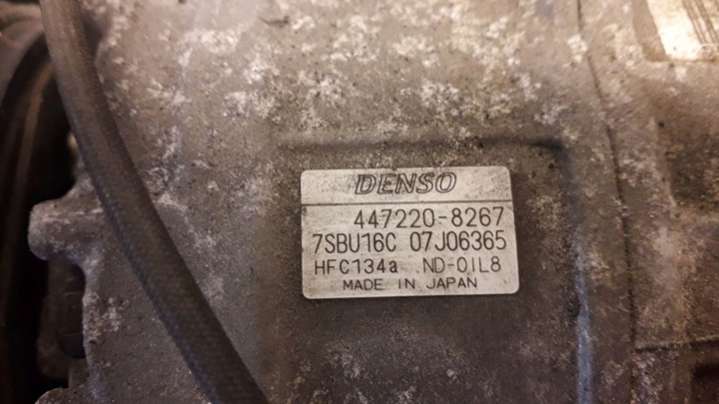 DENSO
447220-8267
7SBU16C 07J06365
HFC134a ND-OIL8
MADE IN JAPAN